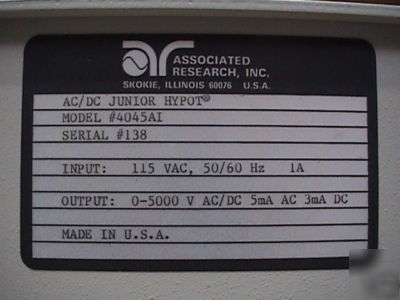 ar
ASSOCIATED
RESEARCH, INC.
SKOKIE, ILLINOIS 60076 U.S.A.
AC/DC JUNIOR HYPOT®
MODEL #4045AI
SERIAL #138
INPUT: 115 VAC, 50/60 Hz 1A
OUTPUT: 0-5000 V AC/DC 5mA AC 3mA DC
MADE IN U.S.A.